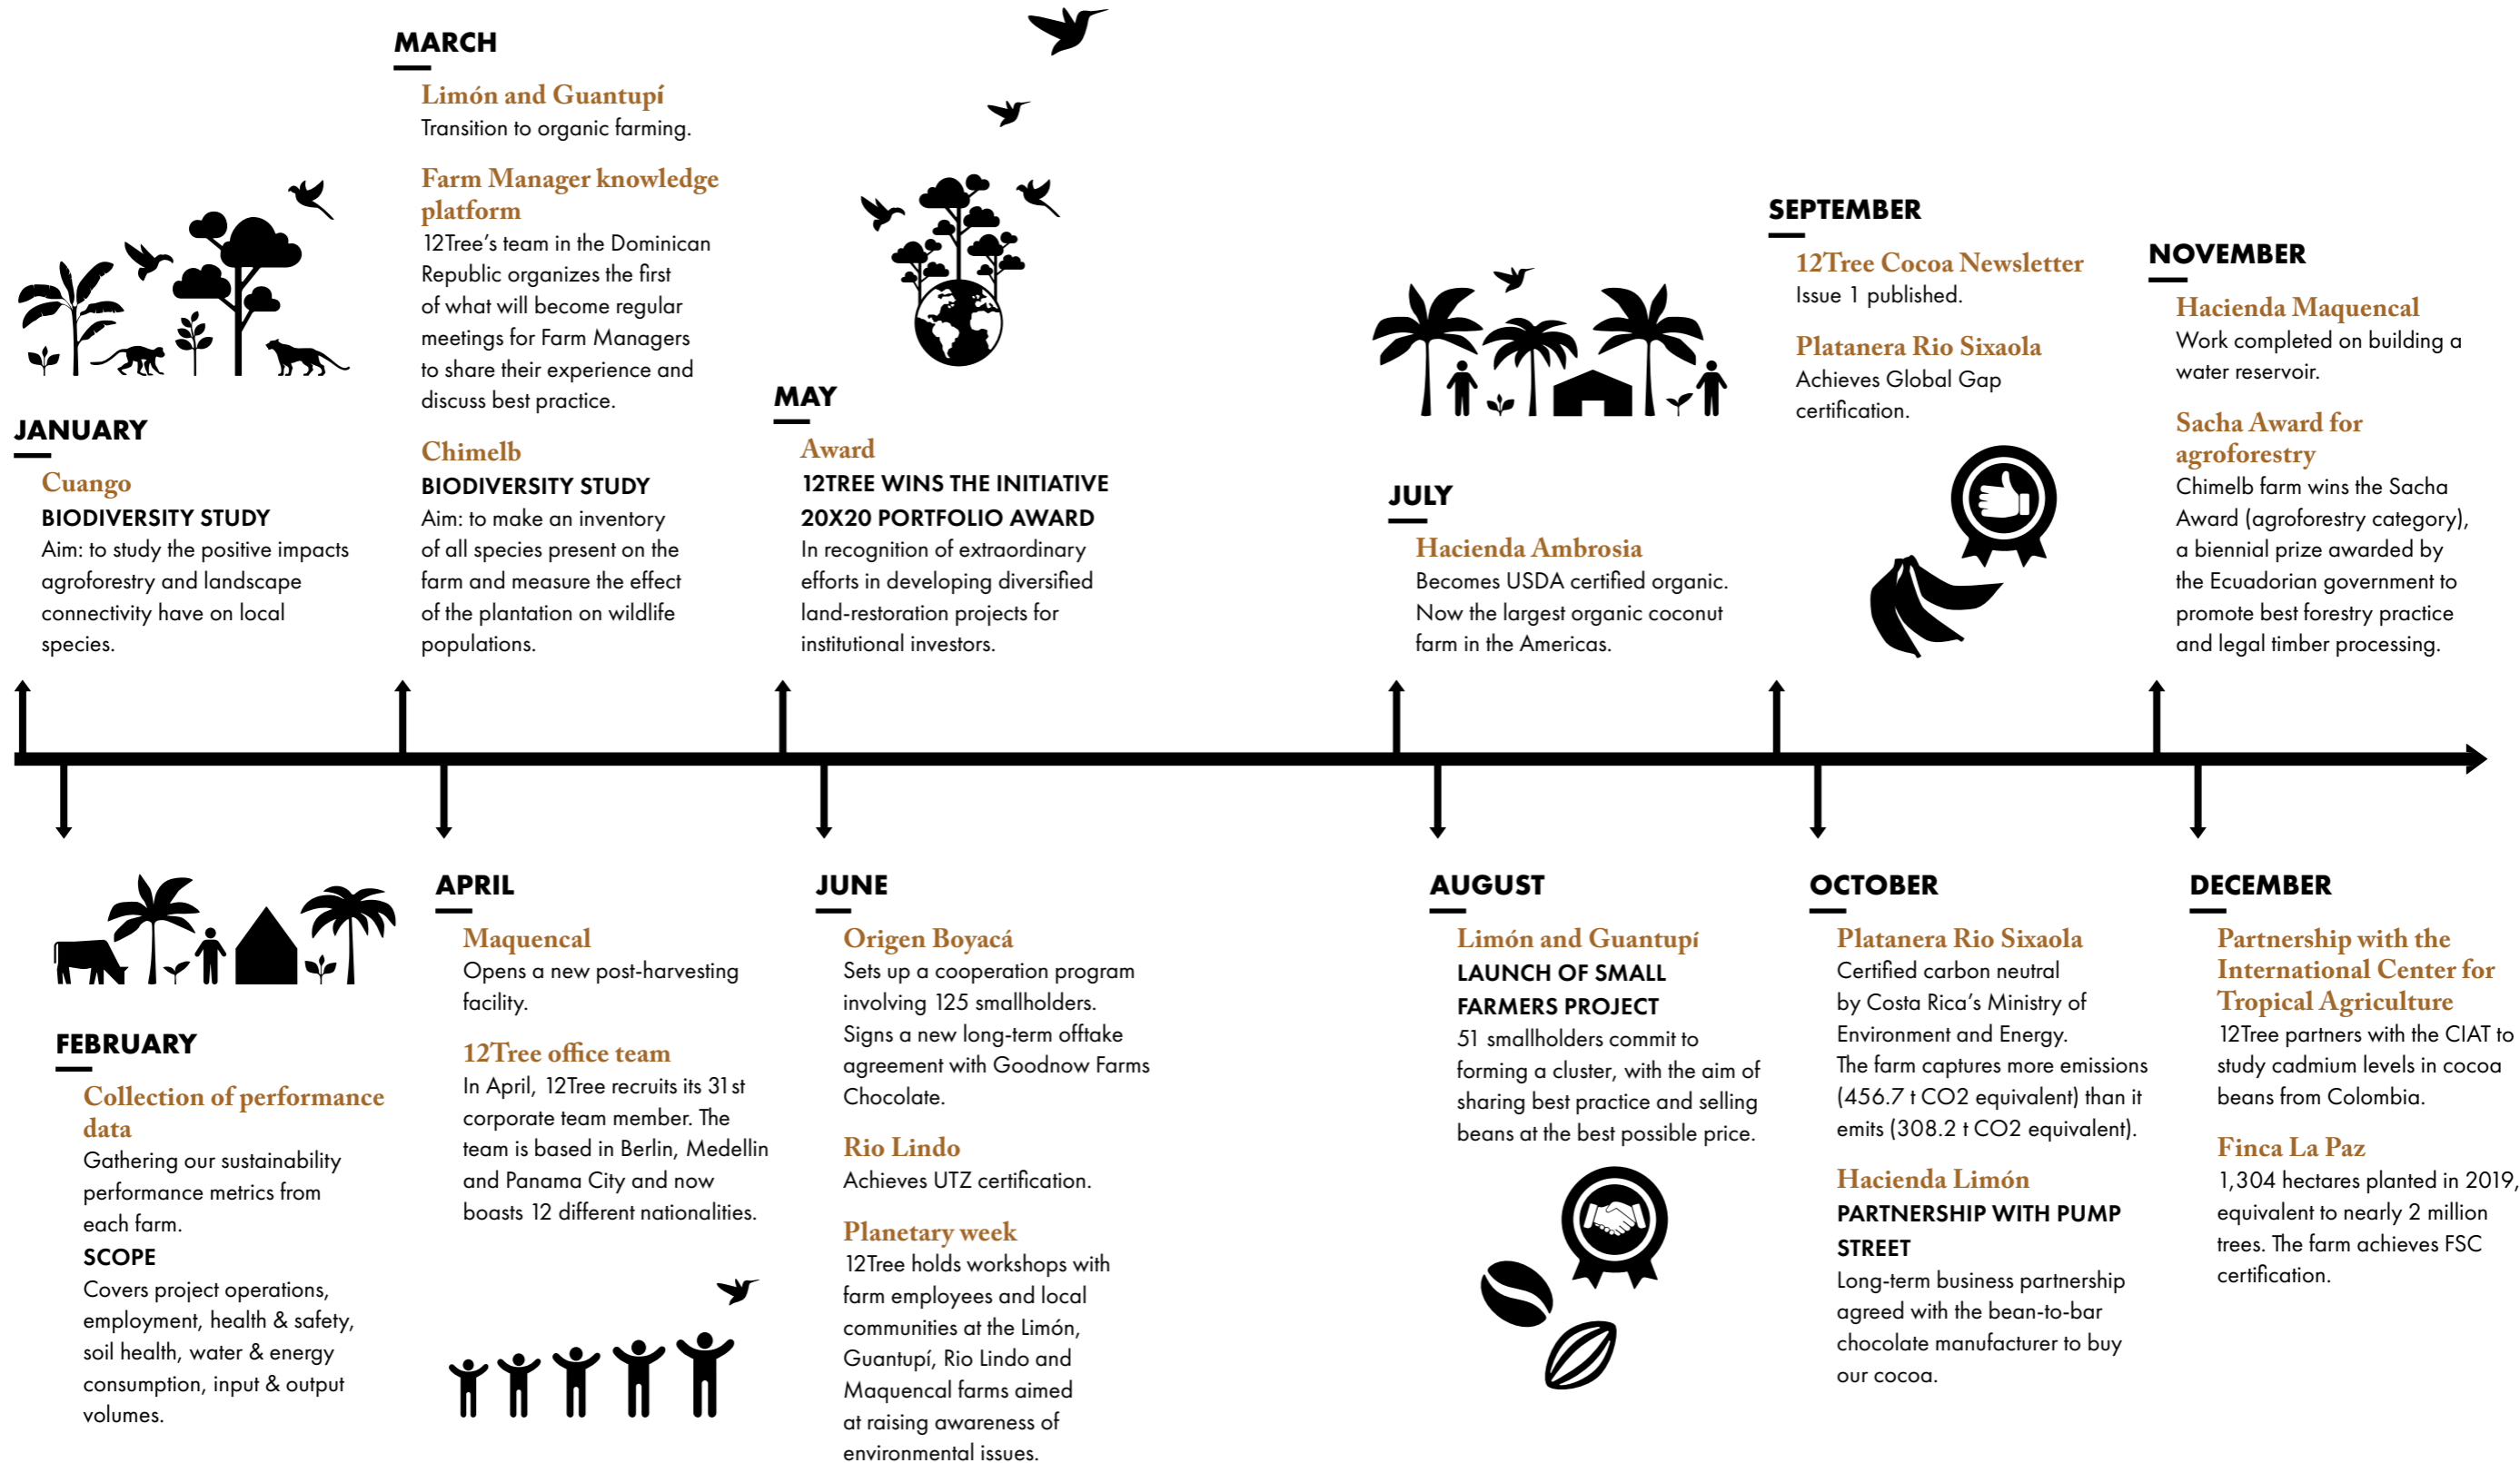 JANUARY
Cuango
BIODIVERSITY STUDY
Aim: to study the positive impacts
agroforestry and landscape
connectivity have on local
species.
FEBRUARY
Collection of performance
data
Gathering our sustainability
performance metrics from
each farm.
SCOPE
Covers project operations,
employment, health & safety,
soil health, water & energy
consumption, input & output
volumes.
MARCH
Limón and Guantupí
Transition to organic farming.
Farm Manager knowledge
platform
12Tree’s team in the Dominican
Republic organizes the first
of what will become regular
meetings for Farm Managers
to share their experience and
discuss best practice.
Chimelb
BIODIVERSITY STUDY
Aim: to make an inventory
of all species present on the
farm and measure the effect
of the plantation on wildlife
populations.
APRIL
Maquencal
Opens a new post-harvesting
facility.
12Tree office team
In April, 12Tree recruits its 31st
corporate team member. The
team is based in Berlin, Medellin
and Panama City and now
boasts 12 different nationalities.
MAY
Award
12TREE WINS THE INITIATIVE
20X20 PORTFOLIO AWARD
In recognition of extraordinary
efforts in developing diversified
land-restoration projects for
institutional investors.
JUNE
Origen Boyacá
Sets up a cooperation program
involving 125 smallholders.
Signs a new long-term offtake
agreement with Goodnow Farms
Chocolate.
Rio Lindo
Achieves UTZ certification.
Planetary week
12Tree holds workshops with
farm employees and local
communities at the Limón,
Guantupí, Rio Lindo and
Maquencal farms aimed
at raising awareness of
environmental issues.
JULY
Hacienda Ambrosia
Becomes USDA certified organic.
Now the largest organic coconut
farm in the Americas.
AUGUST
Limón and Guantupí
LAUNCH OF SMALL
FARMERS PROJECT
51 smallholders commit to
forming a cluster, with the aim of
sharing best practice and selling
beans at the best possible price.
SEPTEMBER
12Tree Cocoa Newsletter
Issue 1 published.
Platanera Rio Sixaola
Achieves Global Gap
certification.
OCTOBER
Platanera Rio Sixaola
Certified carbon neutral
by Costa Rica’s Ministry of
Environment and Energy.
The farm captures more emissions
(456.7 t CO2 equivalent) than it
emits (308.2 t CO2 equivalent).
Hacienda Limón
PARTNERSHIP WITH PUMP
STREET
Long-term business partnership
agreed with the bean-to-bar
chocolate manufacturer to buy
our cocoa.
NOVEMBER
Hacienda Maquencal
Work completed on building a
water reservoir.
Sacha Award for
agroforestry
Chimelb farm wins the Sacha
Award (agroforestry category),
a biennial prize awarded by
the Ecuadorian government to
promote best forestry practice
and legal timber processing.
DECEMBER
Partnership with the
International Center for
Tropical Agriculture
12Tree partners with the CIAT to
study cadmium levels in cocoa
beans from Colombia.
Finca La Paz
1,304 hectares planted in 2019,
equivalent to nearly 2 million
trees. The farm achieves FSC
certification.